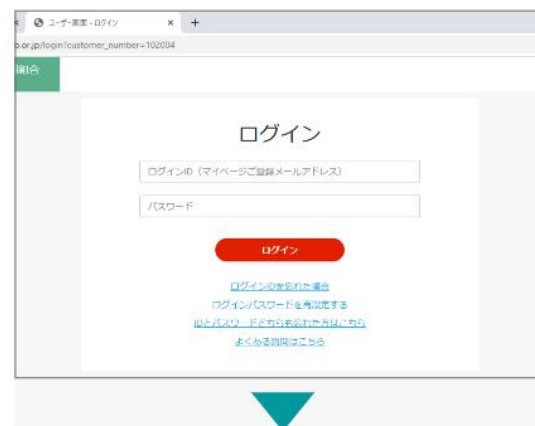 ユーザー画面 - ログイン × +
o.or.jp/login?customer_number=102004
組合
ログイン
ログインID（マイページご登録メールアドレス）
パスワード
ログイン
ログインIDを忘れた場合
ログインパスワードを再設定する
IDとパスワードどちらも忘れた方はこちら
よくある質問はこちら